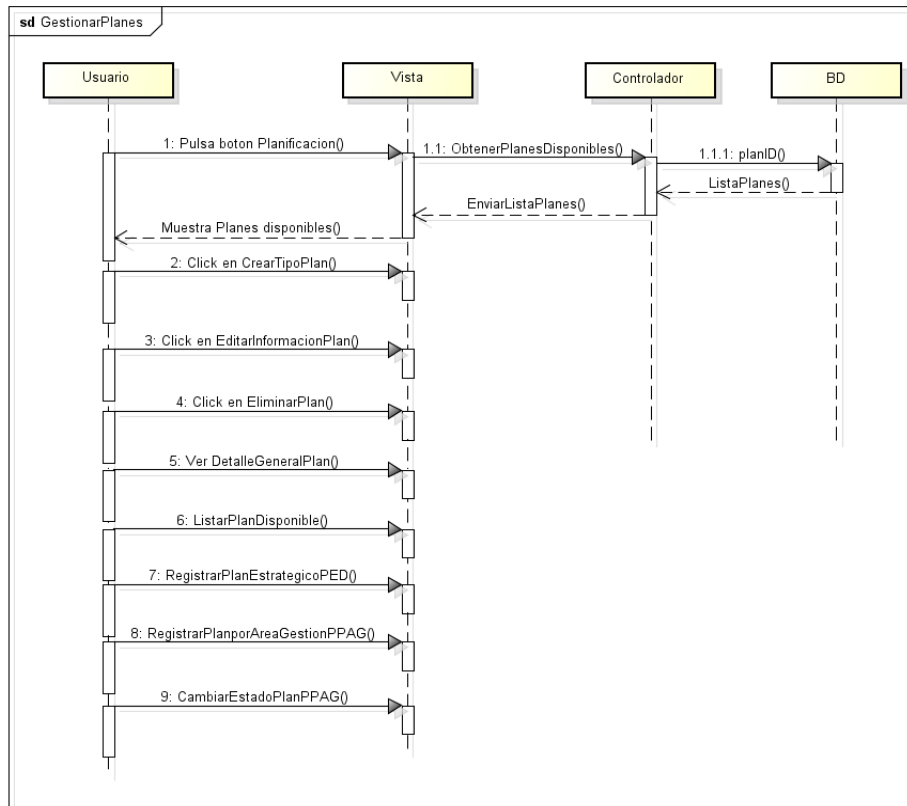 sd GestionarPlanes
Usuario
Vista
Controlador
BD
1: Pulsa boton Planificacion()
1.1: ObtenerPlanesDisponibles()
1.1.1: planID()
ListaPlanes()
EnviarListaPlanes()
Muestra Planes disponibles()
2: Click en CrearTipoPlan()
3: Click en EditarInformacionPlan()
4: Click en EliminarPlan()
5: Ver DetalleGeneralPlan()
6: ListarPlanDisponible()
7: RegistrarPlanEstrategicoPED()
8: RegistrarPlanporAreaGestionPPAG()
9: CambiarEstadoPlanPPAG()